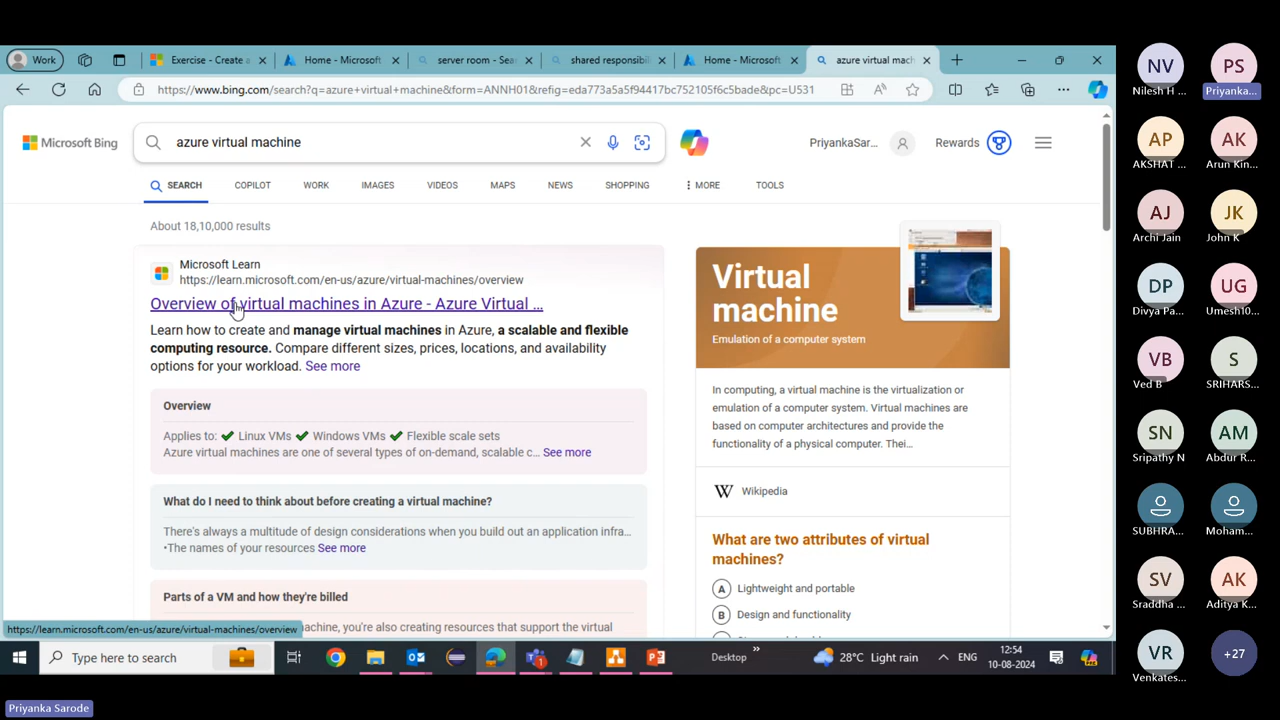 Work
Exercise - Create a
Home - Microsoft
server room - Sear
shared responsibil
Home - Microsoft
azure virtual mach
https://www.bing.com/search?q=azure+virtual+machine&form=ANNH01&refig=eda773a5a5f94417bc752105f6c5bade&pc=U531
Microsoft Bing
azure virtual machine
PriyankaSar...
Rewards
SEARCH
COPILOT
WORK
IMAGES
VIDEOS
MAPS
NEWS
SHOPPING
MORE
TOOLS
About 18,10,000 results
Microsoft Learn
https://learn.microsoft.com/en-us/azure/virtual-machines/overview
Overview of virtual machines in Azure - Azure Virtual ...
Learn how to create and manage virtual machines in Azure, a scalable and flexible
computing resource. Compare different sizes, prices, locations, and availability
options for your workload. See more
Overview
Applies to: ✔ Linux VMs ✔ Windows VMs ✔ Flexible scale sets
Azure virtual machines are one of several types of on-demand, scalable c... See more
What do I need to think about before creating a virtual machine?
There's always a multitude of design considerations when you build out an application infra...
•The names of your resources See more
Parts of a VM and how they're billed
machine, you're also creating resources that support the virtual
https://learn.microsoft.com/en-us/azure/virtual-machines/overview
Virtual
machine
Emulation of a computer system
In computing, a virtual machine is the virtualization or
emulation of a computer system. Virtual machines are
based on computer architectures and provide the
functionality of a physical computer. Thei...
W Wikipedia
What are two attributes of virtual
machines?
A Lightweight and portable
B Design and functionality
Type here to search
Desktop
»
28°C Light rain
ENG
12:54
10-08-2024
NV
Nilesh H ...
PS
Priyanka...
AP
AKSHAT ...
AK
Arun Kin...
AJ
Archi Jain
JK
John K
DP
Divya Pa...
UG
Umesh10...
VB
Ved B
S
SRIHARS...
SN
Sripathy N
AM
Abdur R...
SUBHRA...
Moham...
SV
Sraddha ...
AK
Aditya K...
VR
Venkates...
+27
Priyanka Sarode